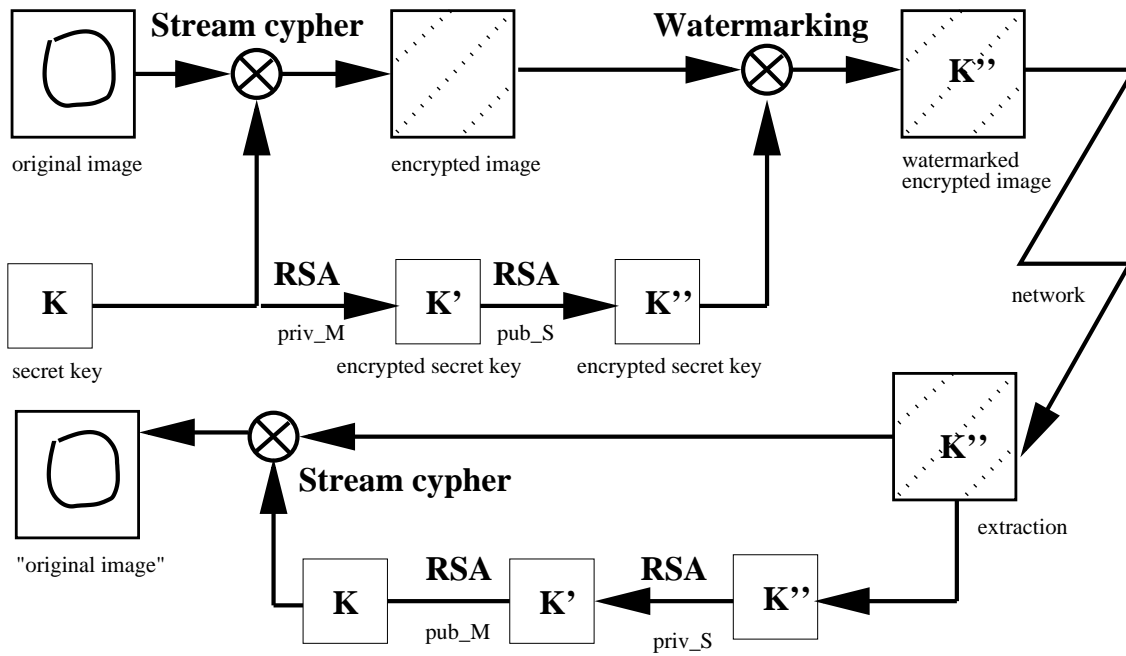 Stream cypher
Watermarking
K’’
original image
encrypted image
watermarked
encrypted image
RSA
RSA
K
K’
K’’
priv_M
pub_S
network
secret key
encrypted secret key
encrypted secret key
K’’
Stream cypher
extraction
"original image"
RSA
RSA
K
K’
K’’
pub_M
priv_S